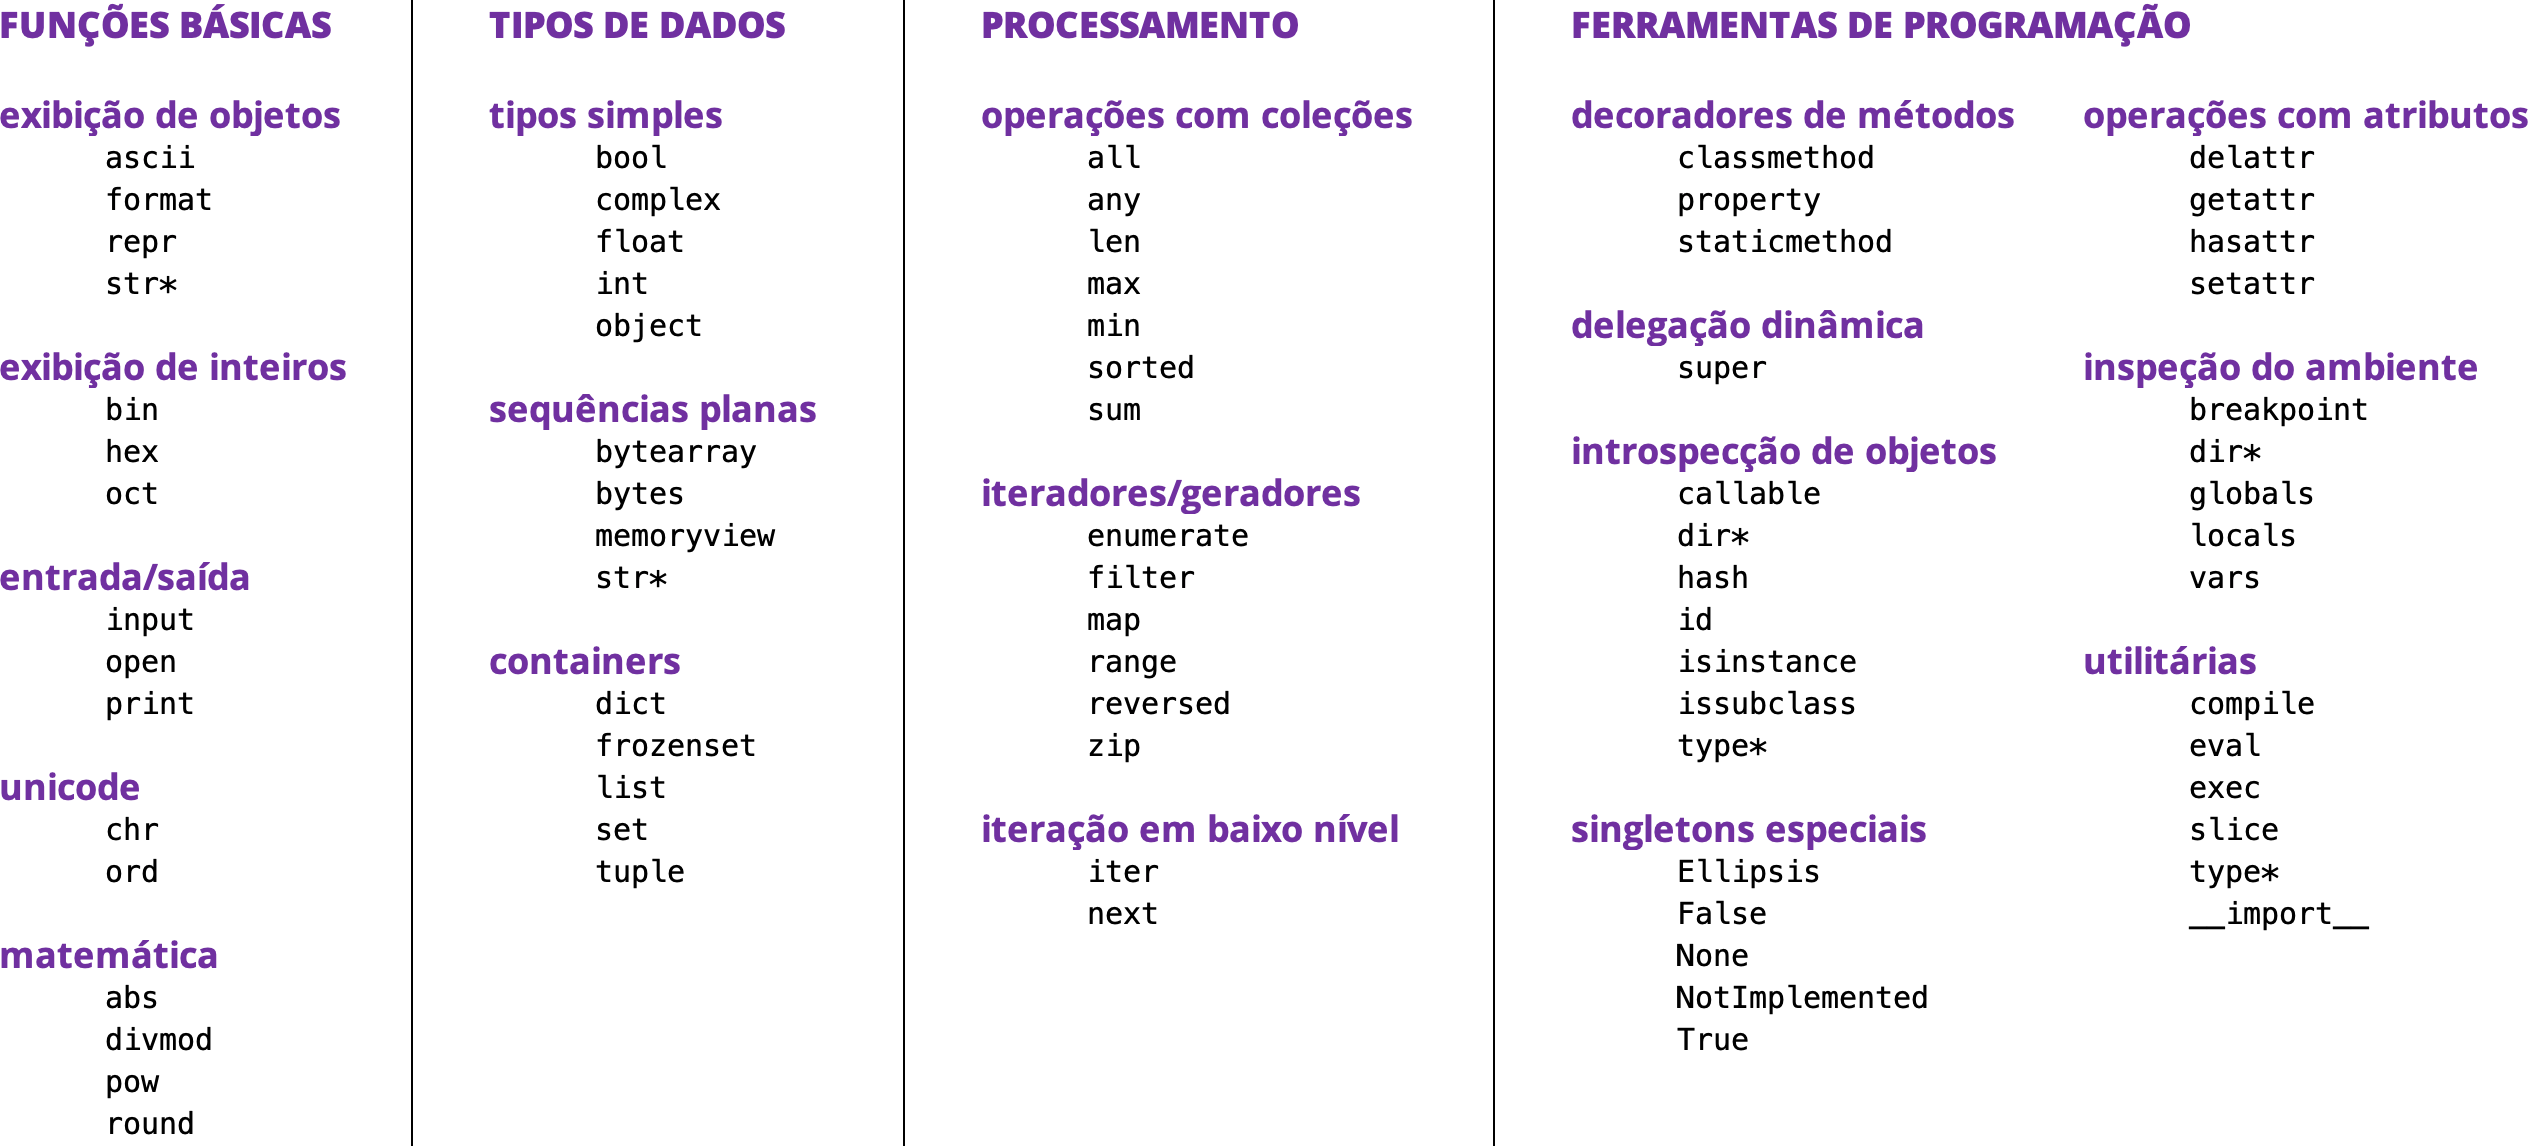 FUNÇÕES BÁSICAS
exibição de objetos
ascii
format
repr
str*
exibição de inteiros
bin
hex
oct
entrada/saída
input
open
print
unicode
chr
ord
matemática
abs
divmod
pow
round
TIPOS DE DADOS
tipos simples
bool
complex
float
int
object
sequências planas
bytearray
bytes
memoryview
str*
containers
dict
frozenset
list
set
tuple
PROCESSAMENTO
operações com coleções
all
any
len
max
min
sorted
sum
iteradores/geradores
enumerate
filter
map
range
reversed
zip
iteração em baixo nível
iter
next
FERRAMENTAS DE PROGRAMAÇÃO
decoradores de métodos
classmethod
property
staticmethod
delegação dinâmica
super
introspecção de objetos
callable
dir*
hash
id
isinstance
issubclass
type*
singletons especiais
Ellipsis
False
None
NotImplemented
True
operações com atributos
delattr
getattr
hasattr
setattr
inspeção do ambiente
breakpoint
dir*
globals
locals
vars
utilitárias
compile
eval
exec
slice
type*
__import__